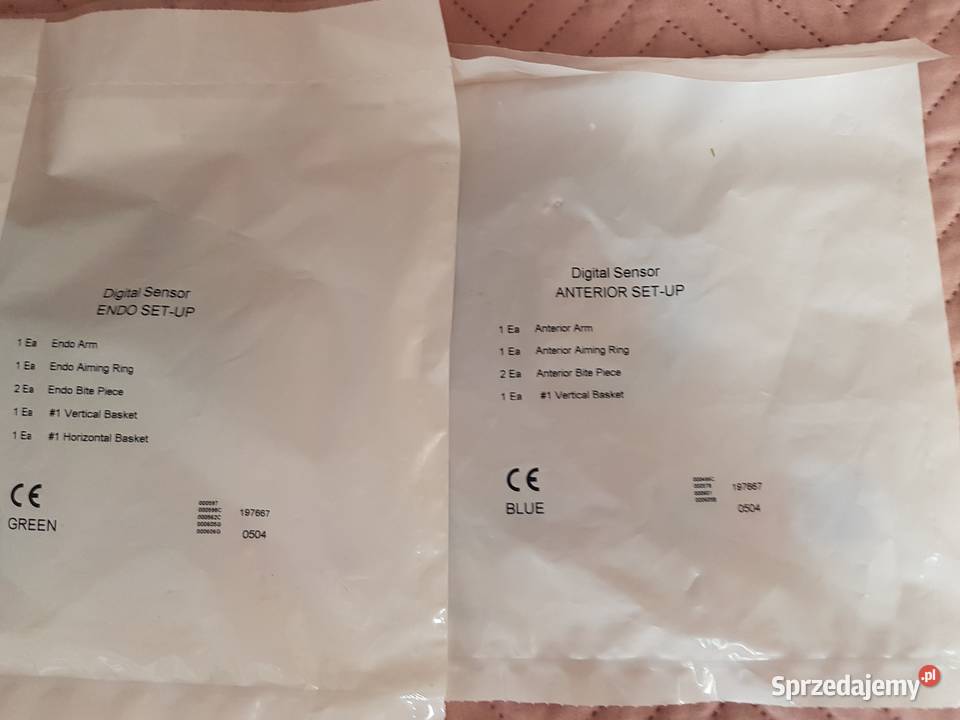 Digital Sensor
ENDO SET-UP
1 Ea Endo Arm
1 Ea Endo Aiming Ring
2 Ea Endo Bite Piece
1 Ea #1 Vertical Basket
1 Ea #1 Horizontal Basket
CE
GREEN
000597
197667
0504
Digital Sensor
ANTERIOR SET-UP
1 Ea Anterior Arm
1 Ea Anterior Aiming Ring
2 Ea Anterior Bite Piece
1 Ea #1 Vertical Basket
CE
BLUE
197667
0504
Sprzedajemy.pl